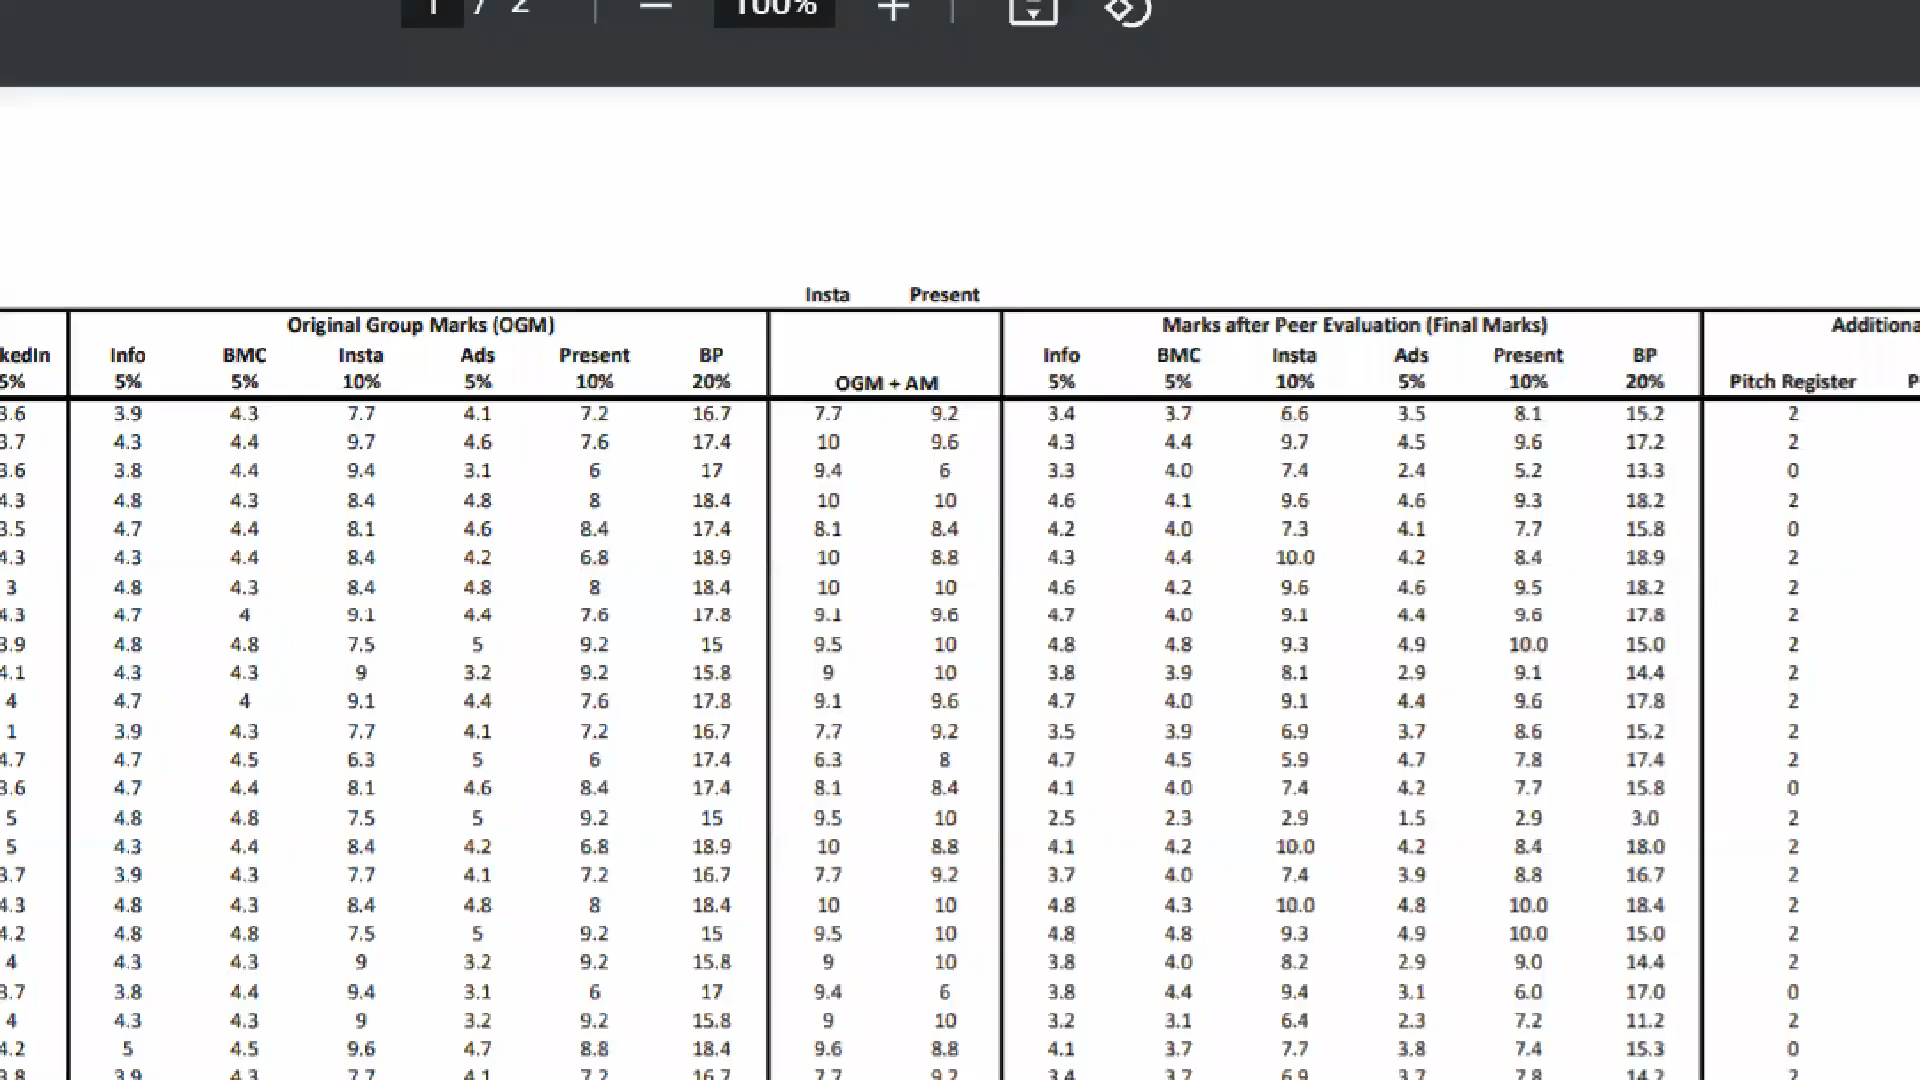 1 / 2 100%
Insta Present
Original Group Marks (OGM) Marks after Peer Evaluation (Final Marks)
Info BMC Insta Ads Present BP Info BMC Insta Ads Present BP
5% 5% 10% 5% 10% 20% OGM + AM 5% 5% 10% 5% 10% 20% Pitch Register
3.6 3.9 4.3 7.7 4.1 7.2 16.7 7.7 9.2 3.4 3.7 6.6 3.5 8.1 15.2 2
3.7 4.3 4.4 9.7 4.6 7.6 17.4 10 9.6 4.3 4.4 9.7 4.5 9.6 17.2 2
3.6 3.8 4.4 9.4 3.1 6 17 9.4 6 3.3 4.0 7.4 2.4 5.2 13.3 0
4.3 4.8 4.3 8.4 4.8 8 18.4 10 10 4.6 4.1 9.6 4.6 9.3 18.2 2
3.5 4.7 4.4 8.1 4.6 8.4 17.4 8.1 8.4 4.2 4.0 7.3 4.1 7.7 15.8 0
4.3 4.3 4.4 8.4 4.2 6.8 18.9 10 8.8 4.3 4.4 10.0 4.2 8.4 18.9 2
3 4.8 4.3 8.4 4.8 8 18.4 10 10 4.6 4.2 9.6 4.6 9.5 18.2 2
4.3 4.7 4 9.1 4.4 7.6 17.8 9.1 9.6 4.7 4.0 9.1 4.4 9.6 17.8 2
3.9 4.8 4.8 7.5 5 9.2 15 9.5 10 4.8 4.8 9.3 4.9 10.0 15.0 2
4.1 4.3 4.3 9 3.2 9.2 15.8 9 10 3.8 3.9 8.1 2.9 9.1 14.4 2
4 4.7 4 9.1 4.4 7.6 17.8 9.1 9.6 4.7 4.0 9.1 4.4 9.6 17.8 2
1 3.9 4.3 7.7 4.1 7.2 16.7 7.7 9.2 3.5 3.9 6.9 3.7 8.6 15.2 2
4.7 4.7 4.5 6.3 5 6 17.4 6.3 8 4.7 4.5 5.9 4.7 7.8 17.4 2
3.6 4.7 4.4 8.1 4.6 8.4 17.4 8.1 8.4 4.1 4.0 7.4 4.2 7.7 15.8 0
5 4.8 4.8 7.5 5 9.2 15 9.5 10 2.5 2.3 2.9 1.5 2.9 3.0 2
5 4.3 4.4 8.4 4.2 6.8 18.9 10 8.8 4.1 4.2 10.0 4.2 8.4 18.0 2
3.7 3.9 4.3 7.7 4.1 7.2 16.7 7.7 9.2 3.7 4.0 7.4 3.9 8.8 16.7 2
4.3 4.8 4.3 8.4 4.8 8 18.4 10 10 4.8 4.3 10.0 4.8 10.0 18.4 2
4.2 4.8 4.8 7.5 5 9.2 15 9.5 10 4.8 4.8 9.3 4.9 10.0 15.0 2
4 4.3 4.3 9 3.2 9.2 15.8 9 10 3.8 4.0 8.2 2.9 9.0 14.4 2
3.7 3.8 4.4 9.4 3.1 6 17 9.4 6 3.8 4.4 9.4 3.1 6.0 17.0 0
4 4.3 4.3 9 3.2 9.2 15.8 9 10 3.2 3.1 6.4 2.3 7.2 11.2 2
4.2 5 4.5 9.6 4.7 8.8 18.4 9.6 8.8 4.1 3.7 7.7 3.8 7.4 15.3 0
3.8 3.9 4.3 7.7 4.1 7.2 16.7 7.7 9.2 3.4 3.7 6.9 3.7 7.8 14.2 2